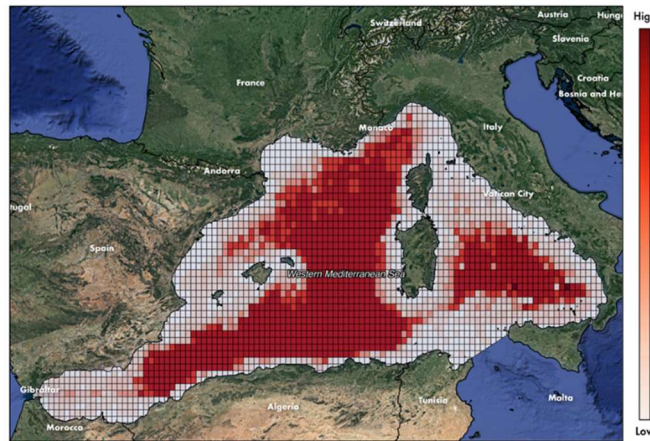 Switzerland
Austria
Slovenia
Croatia
France
Monaco
Italy
Andorra
Vatican City
Spain
Western Mediterranean Sea
Gibraltar
Morocco
Algeria
Tunisia
Malta
Hig
Low